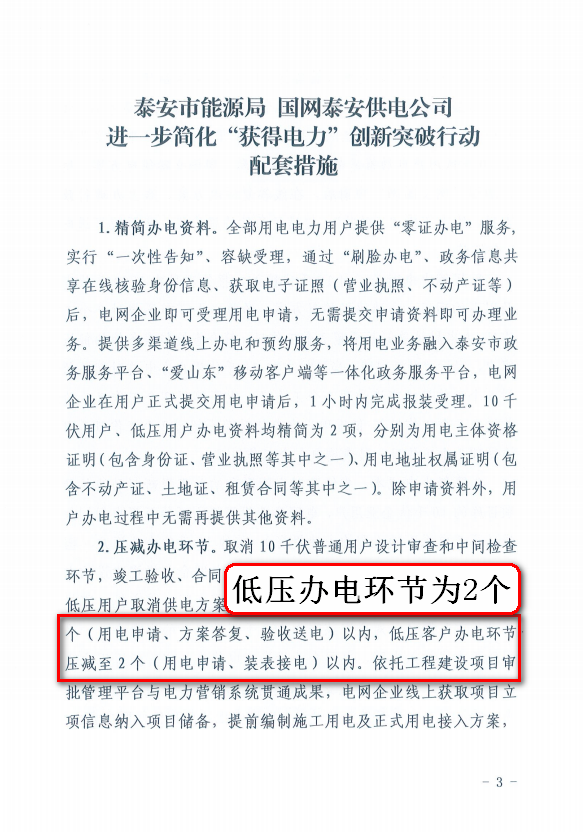 泰安市能源局 国网泰安供电公司
进一步简化“获得电力”创新突破行动
配套措施
1.精简办电资料。全部用电电力用户提供“零证办电”服务,
实行“一次性告知”、容缺受理，通过“刷脸办电”、政务信息共
享在线核验身份信息、获取电子证照（营业执照、不动产证等）
后，电网企业即可受理用电申请，无需提交申请资料即可办理业
务。提供多渠道线上办电和预约服务，将用电业务融入泰安市政
务服务平台、“爱山东”移动客户端等一体化政务服务平台，电网
企业在用户正式提交用电申请后，1小时内完成报装受理。10千
伏用户、低压用户办电资料均精简为2项，分别为用电主体资格
证明(包含身份证、营业执照等其中之一)、用电地址权属证明(包
含不动产证、土地证、租赁合同等其中之一)。除申请资料外，用
户办电过程中无需再提供其他资料。
2.压减办电环节。取消10千伏普通用户设计审查和中间检查
环节，竣工验收、合同
低压办电环节为2个
低压用户取消供电方案
个（用电申请、方案答复、验收送电）以内，低压客户办电环节
压减至2个（用电申请、装表接电）以内。依托工程建设项目审
批管理平台与电力营销系统贯通成果，电网企业线上获取项目立
项信息纳入项目储备，提前编制施工用电及正式用电接入方案，
- 3 -